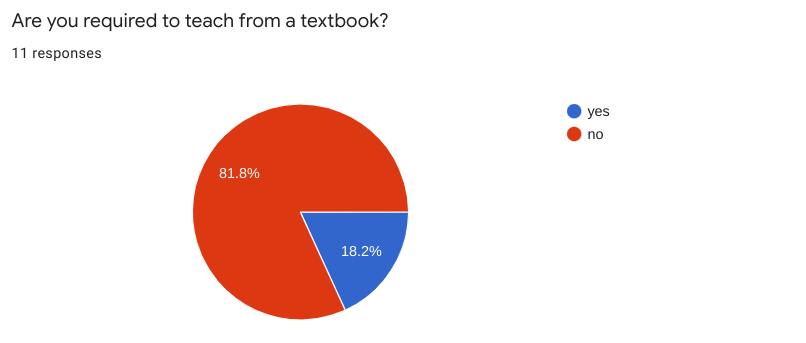 Are you required to teach from a textbook?
11 responses
yes
no
81.8%
18.2%